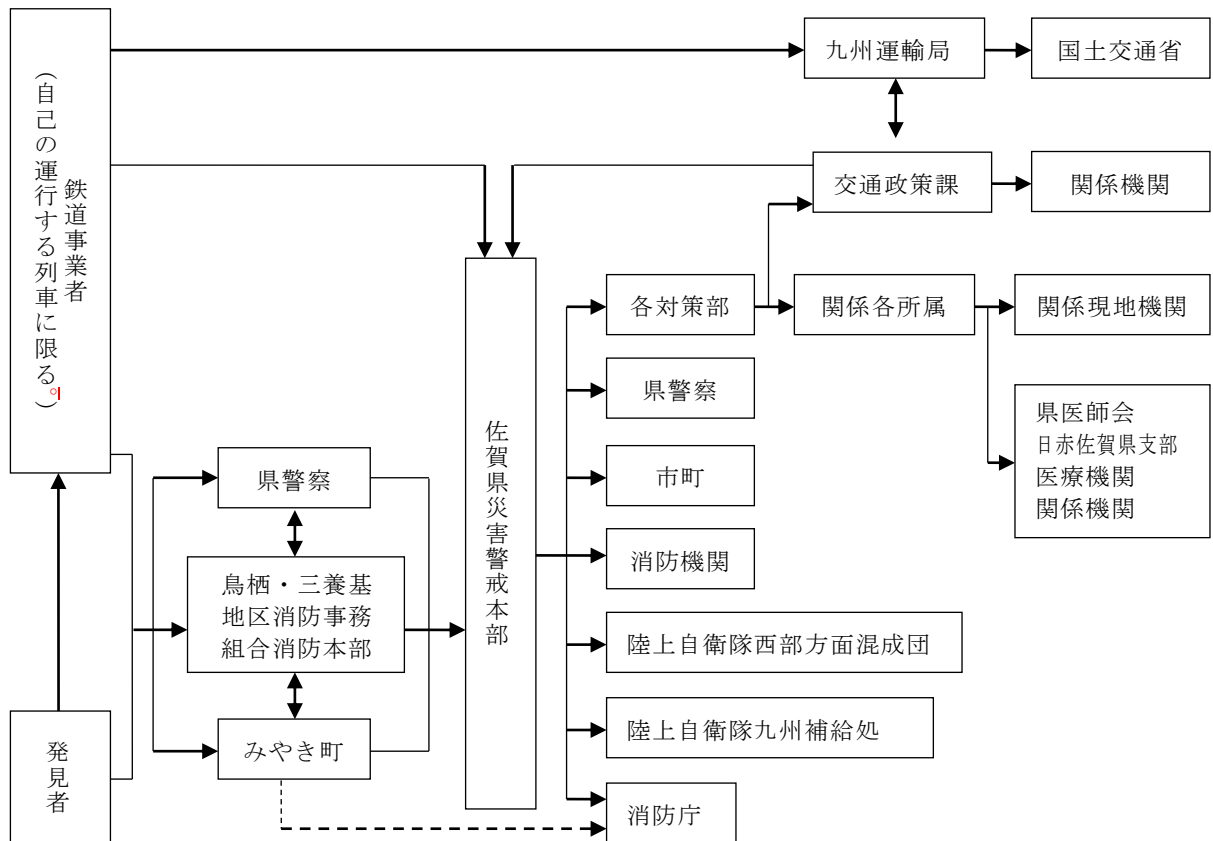 鉄道事業者
(自己の運行する列車に限る。)
発見者
県警察
鳥栖・三養基
地区消防事務
組合消防本部
みやき町
佐賀県災害警戒本部
九州運輸局
国土交通省
交通政策課
関係機関
各対策部
関係各所属
関係現地機関
県医師会
日赤佐賀県支部
医療機関
関係機関
県警察
市町
消防機関
陸上自衛隊西部方面混成団
陸上自衛隊九州補給処
消防庁